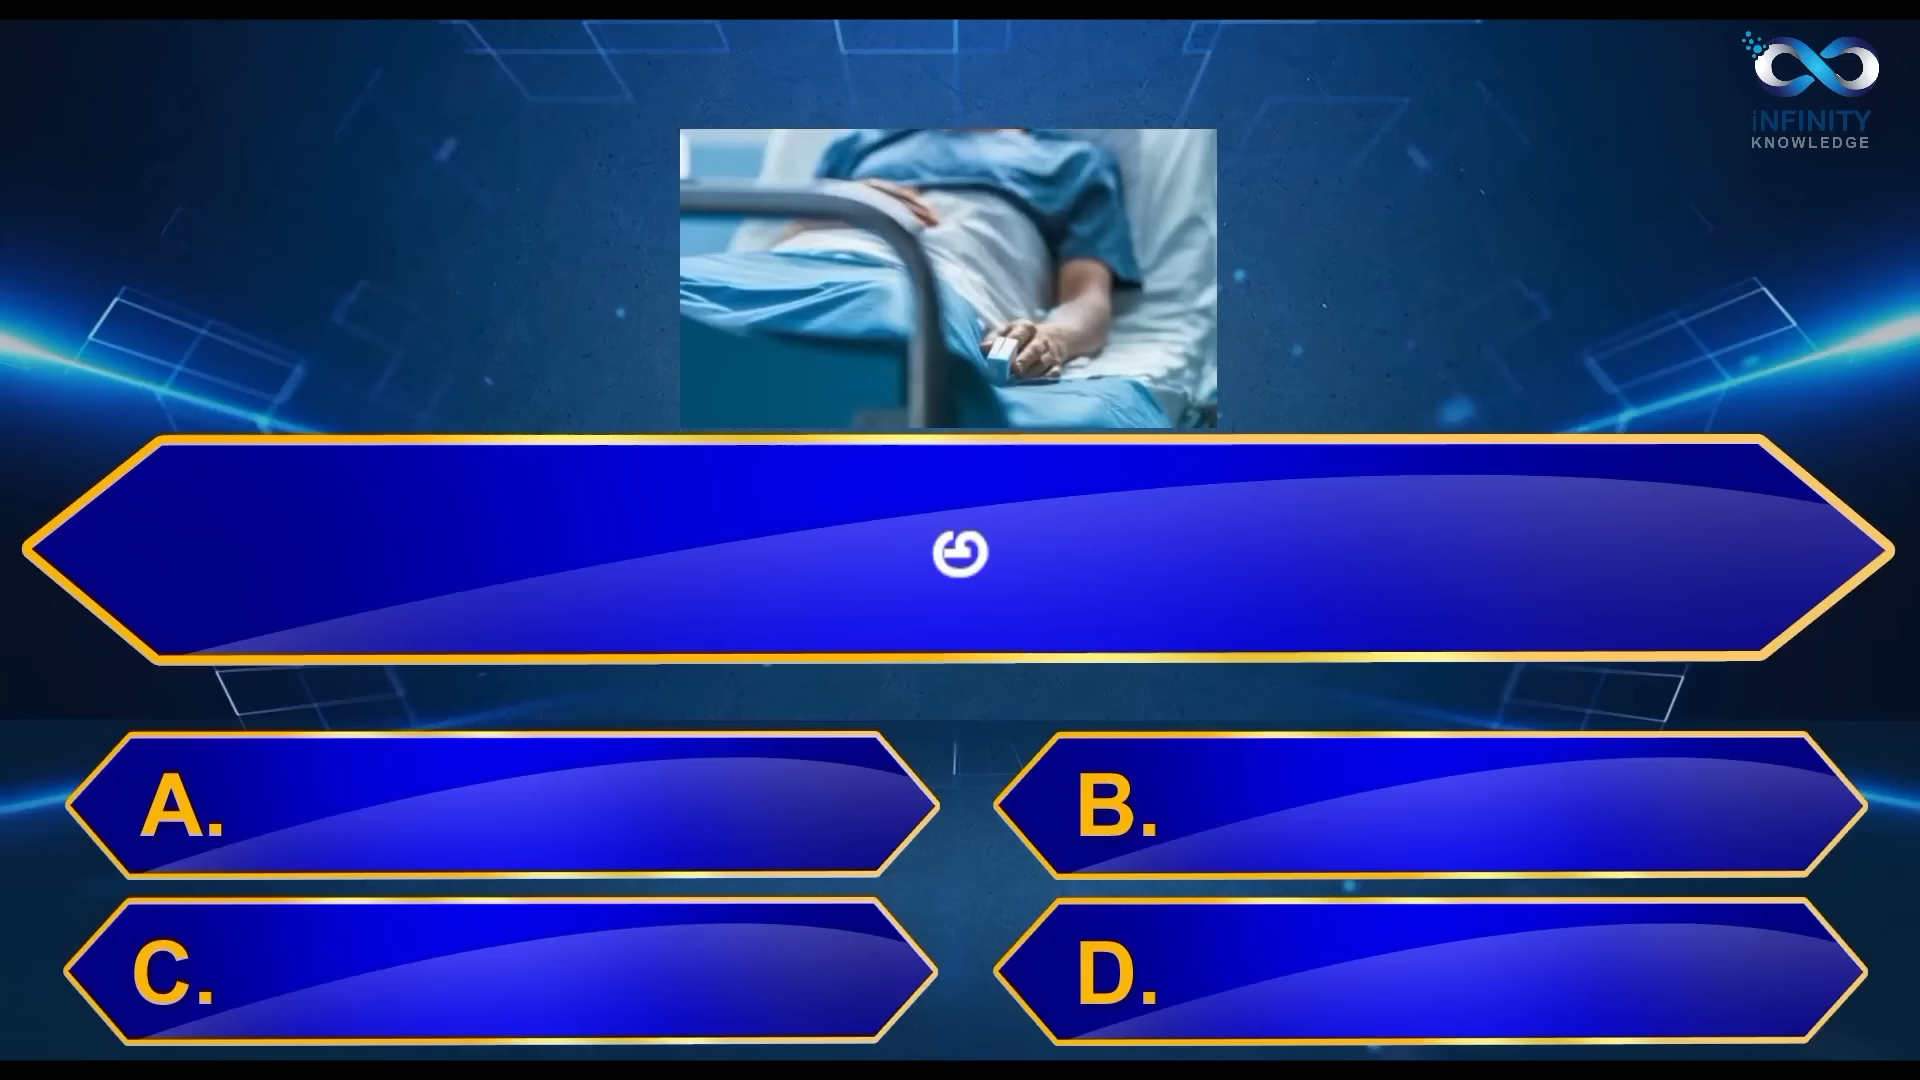 iNFINITY
KNOWLEDGE
A.
B.
C.
D.